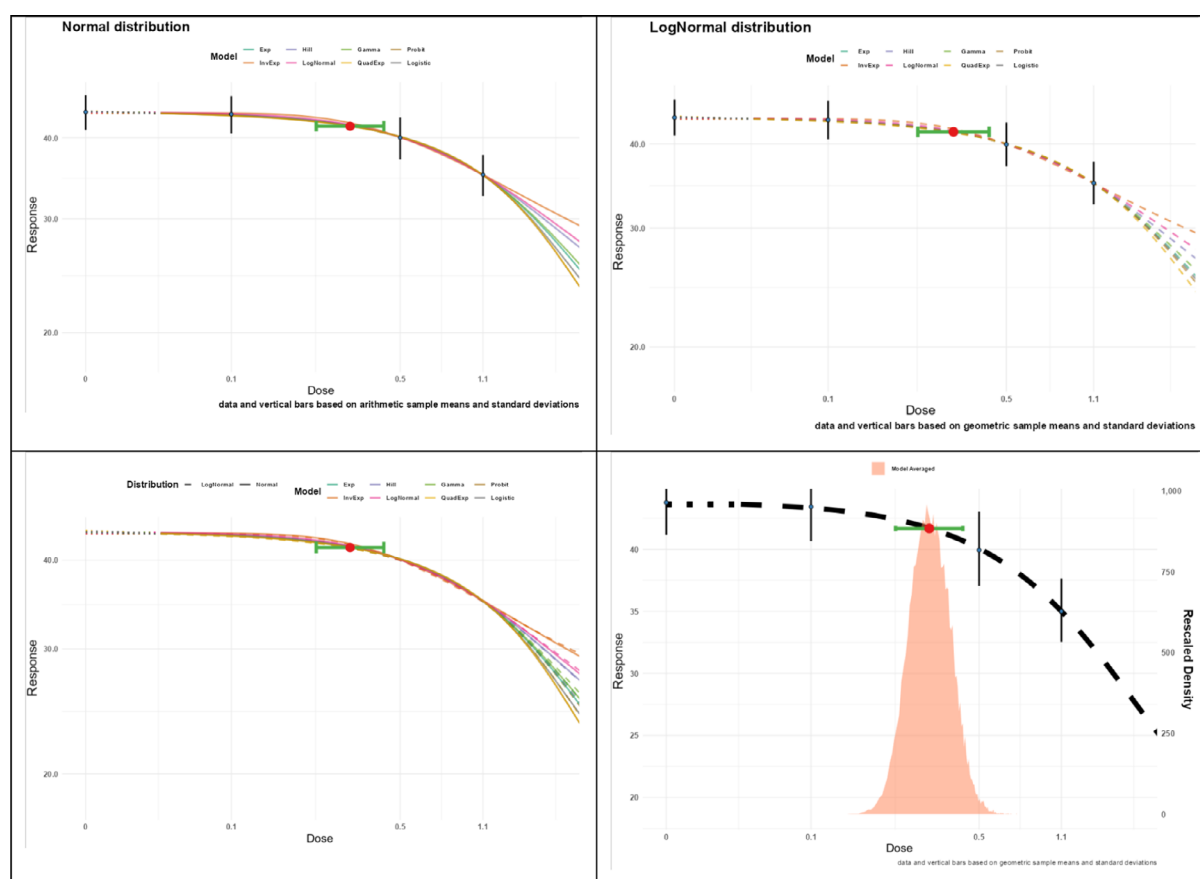 Normal distribution
Model
Exp Hill Gamma Probit
InvExp LogNormal QuadExp Logistic
40.0
30.0
20.0
Response
0 0.1 0.5 1.1
Dose
data and vertical bars based on arithmetic sample means and standard deviations
LogNormal distribution
Model
Exp Hill Gamma Probit
InvExp LogNormal QuadExp Logistic
40.0
30.0
20.0
Response
0 0.1 0.5 1.1
Dose
data and vertical bars based on geometric sample means and standard deviations
Distribution LogNormal Normal Model
Exp Hill Gamma Probit
InvExp LogNormal QuadExp Logistic
40.0
30.0
20.0
Response
0 0.1 0.5 1.1
Dose
Model Averaged
40
35
30
25
20
Response
1,000
750
500
250
0
Rescaled Density
0 0.1 0.5 1.1
Dose
data and vertical bars based on geometric sample means and standard deviations